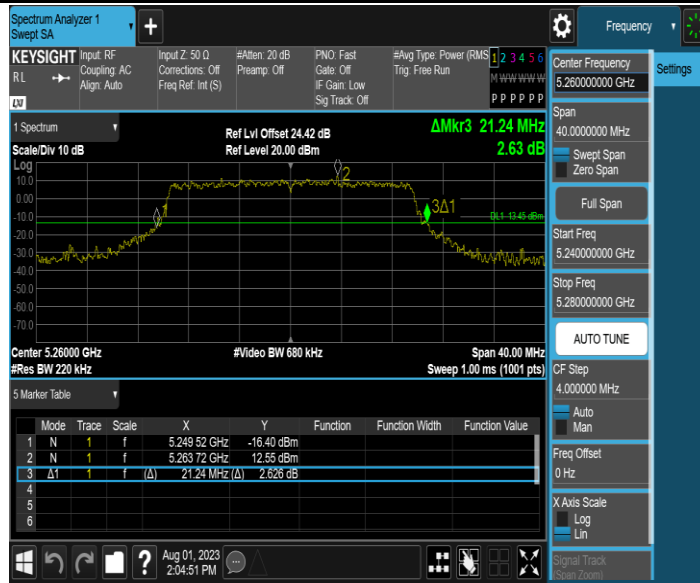 Spectrum Analyzer 1
Swept SA
Frequency
KEYSIGHT
Input: RF
Coupling: AC
Align: Auto
Input Z: 50 Ω
Corrections: Off
Freq Ref: Int (S)
#Atten: 20 dB
Preamp: Off
PNO: Fast
Gate: Off
IF Gain: Low
Sig Track: Off
#Avg Type: Power (RMS
Trig: Free Run
1 2 3 4 5 6
M W W W W W
P P P P P P
R L
LXI
Center Frequency
5.260000000 GHz
Settings
Span
40.0000000 MHz
Swept Span
Zero Span
Full Span
Start Freq
5.240000000 GHz
Stop Freq
5.280000000 GHz
AUTO TUNE
CF Step
4.000000 MHz
Auto
Man
Freq Offset
0 Hz
X Axis Scale
Log
Lin
Signal Track
(Span Zoom)
1 Spectrum
Scale/Div 10 dB
Ref Lvl Offset 24.42 dB
Ref Level 20.00 dBm
ΔMkr3 21.24 MHz
2.63 dB
Log
10.0
0.00
-10.0
-20.0
-30.0
-40.0
-50.0
-60.0
-70.0
2
3Δ1
DL1 -13.45 dBm
Center 5.26000 GHz
#Video BW 680 kHz
Span 40.00 MHz
#Res BW 220 kHz
Sweep 1.00 ms (1001 pts)
5 Marker Table
Mode Trace Scale X Y Function Function Width Function Value
1 N 1 f 5.249 52 GHz -16.40 dBm
2 N 1 f 5.263 72 GHz 12.55 dBm
3 Δ1 1 f (Δ) 21.24 MHz (Δ) 2.626 dB
4
5
6
?
Aug 01, 2023
2:04:51 PM